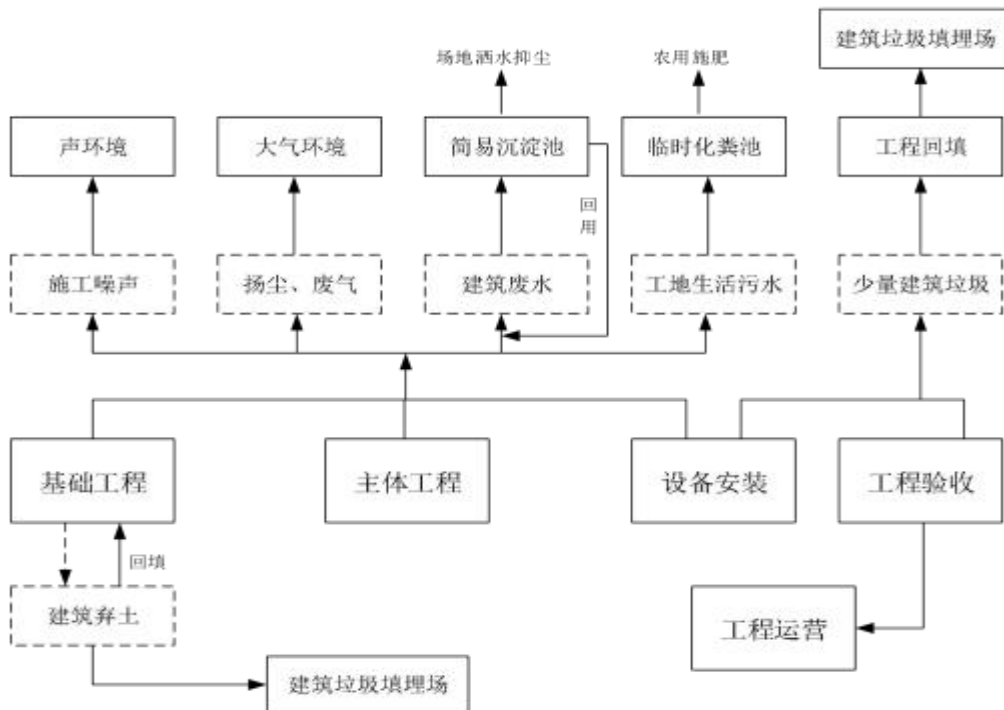 建筑垃圾填埋场
场地洒水抑尘
农用施肥
声环境
大气环境
简易沉淀池
临时化粪池
工程回填
回用
施工噪声
扬尘、废气
建筑废水
工地生活污水
少量建筑垃圾
基础工程
主体工程
设备安装
工程验收
回填
建筑弃土
工程运营
建筑垃圾填埋场